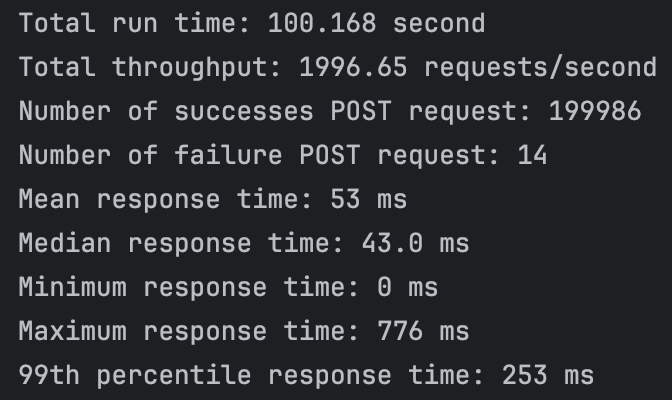 Total run time: 100.168 second
Total throughput: 1996.65 requests/second
Number of successes POST request: 199986
Number of failure POST request: 14
Mean response time: 53 ms
Median response time: 43.0 ms
Minimum response time: 0 ms
Maximum response time: 776 ms
99th percentile response time: 253 ms